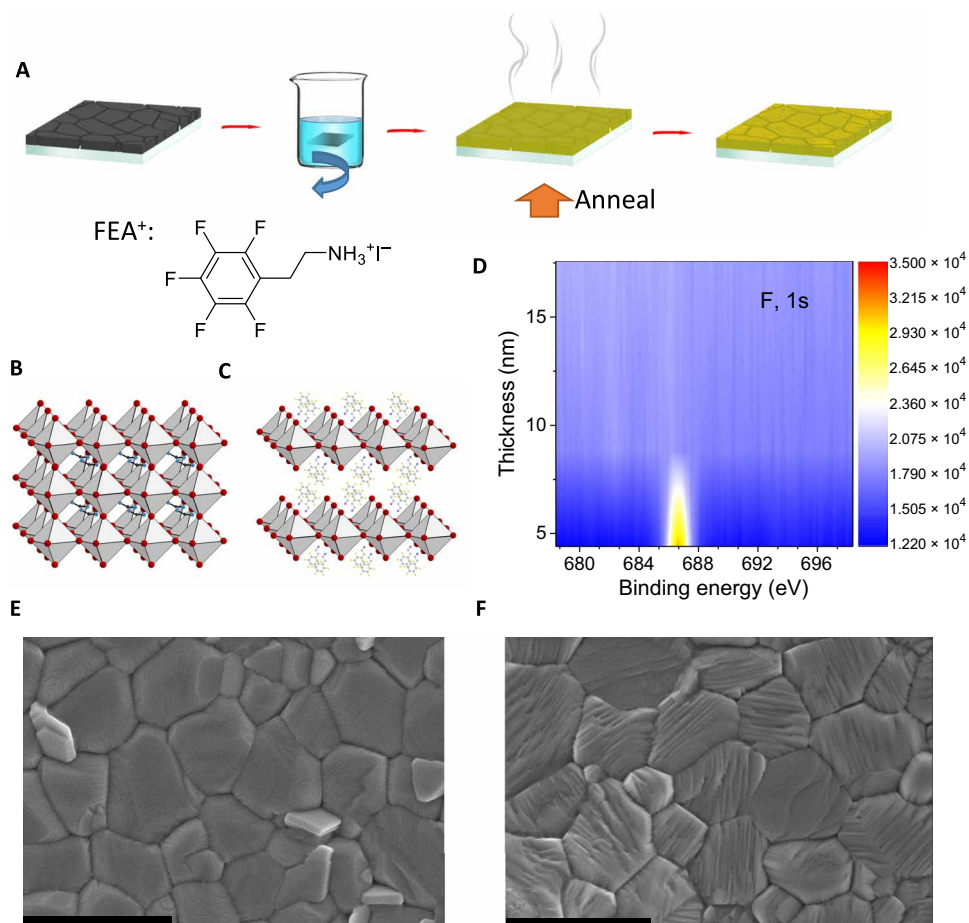 A
Anneal
FEA⁺:
F
F
F
F
F
NH₃⁺I⁻
B
C
D
F, 1s
Thickness (nm)
15
10
5
680 684 688 692 696
Binding energy (eV)
3.500 × 10⁴
3.215 × 10⁴
2.930 × 10⁴
2.645 × 10⁴
2.360 × 10⁴
2.075 × 10⁴
1.790 × 10⁴
1.505 × 10⁴
1.220 × 10⁴
E
F